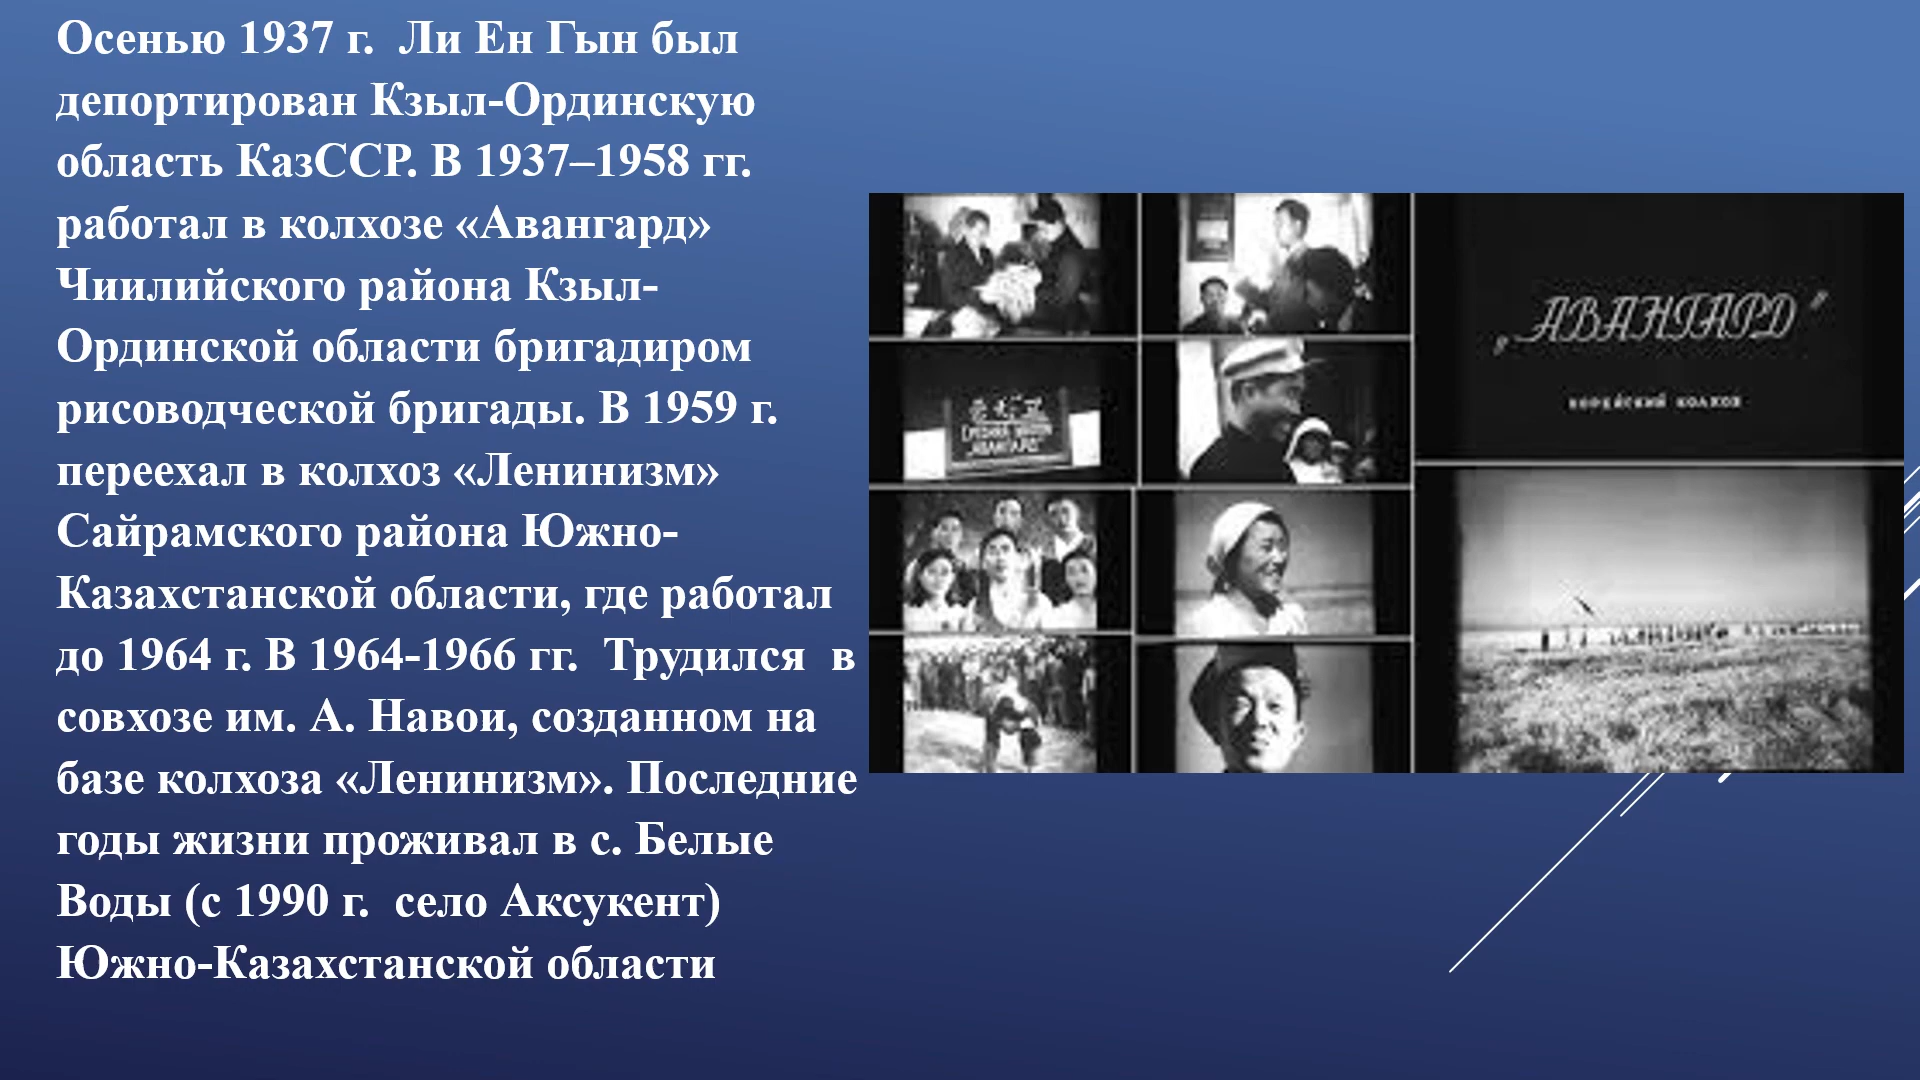 Осенью 1937 г.  Ли Ен Гын был
депортирован Кзыл-Ординскую
область КазССР. В 1937–1958 гг.
работал в колхозе «Авангард»
Чиилийского района Кзыл-
Ординской области бригадиром
рисоводческой бригады. В 1959 г.
переехал в колхоз «Ленинизм»
Сайрамского района Южно-
Казахстанской области, где работал
до 1964 г. В 1964-1966 гг.  Трудился  в
совхозе им. А. Навои, созданном на
базе колхоза «Ленинизм». Последние
годы жизни проживал в с. Белые
Воды (с 1990 г.  село Аксукент)
Южно-Казахстанской области
„АВАНГАРД"
КОРЕЙСКИЙ КОЛХОЗ
АВАНГАРД